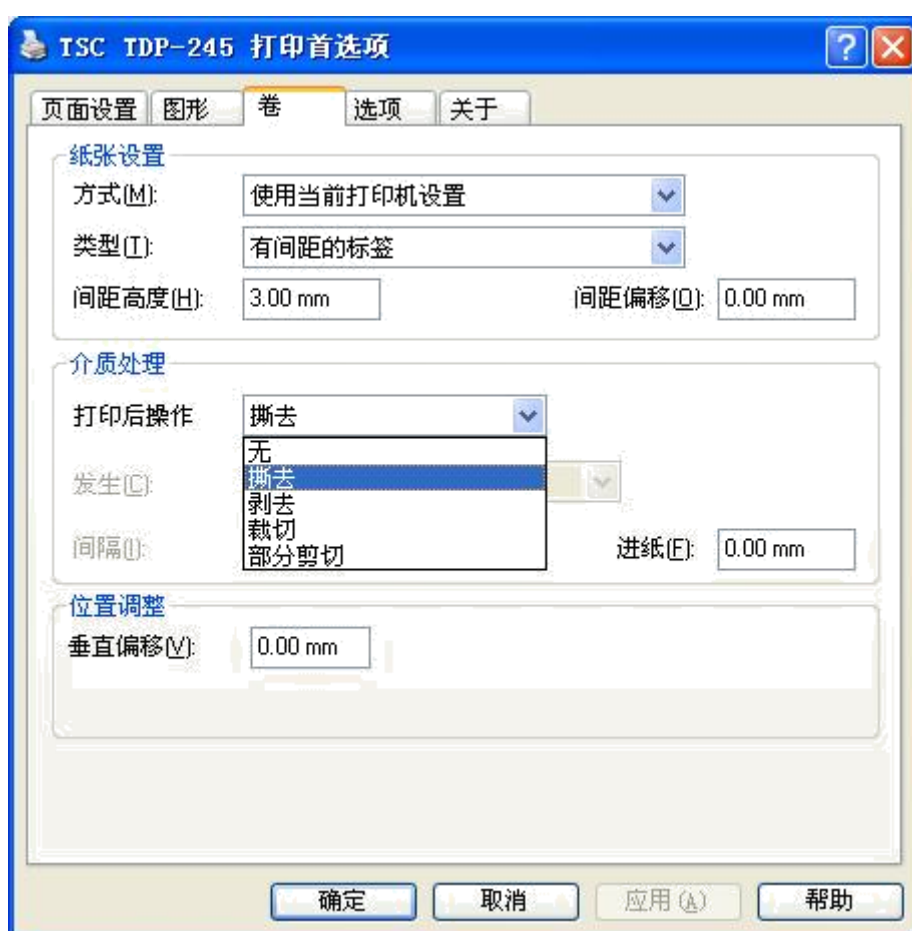 TSC TDP-245 打印首选项
页面设置 图形 卷 选项 关于
纸张设置
方式(M): 使用当前打印机设置
类型(T): 有间距的标签
间距高度(H): 3.00 mm 间距偏移(O): 0.00 mm
介质处理
打印后操作 撕去
无
撕去
发生(C):
剥去
裁切
间隔(I): 进纸(F): 0.00 mm
部分剪切
位置调整
垂直偏移(V): 0.00 mm
确定 取消 应用(A) 帮助